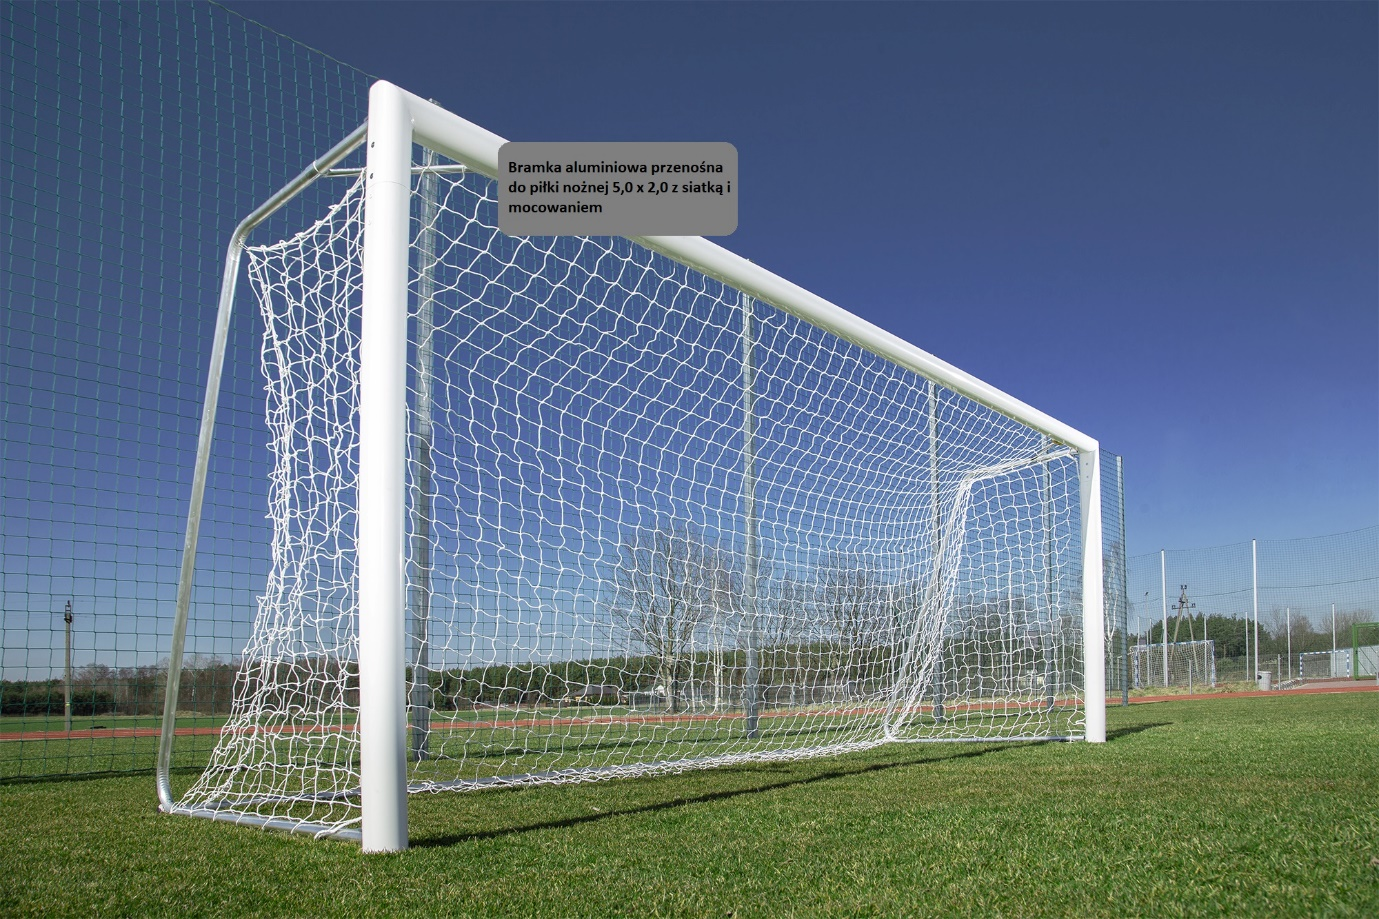 Bramka aluminiowa przenośna
do piłki nożnej 5,0 x 2,0 z siatką i
mocowaniem